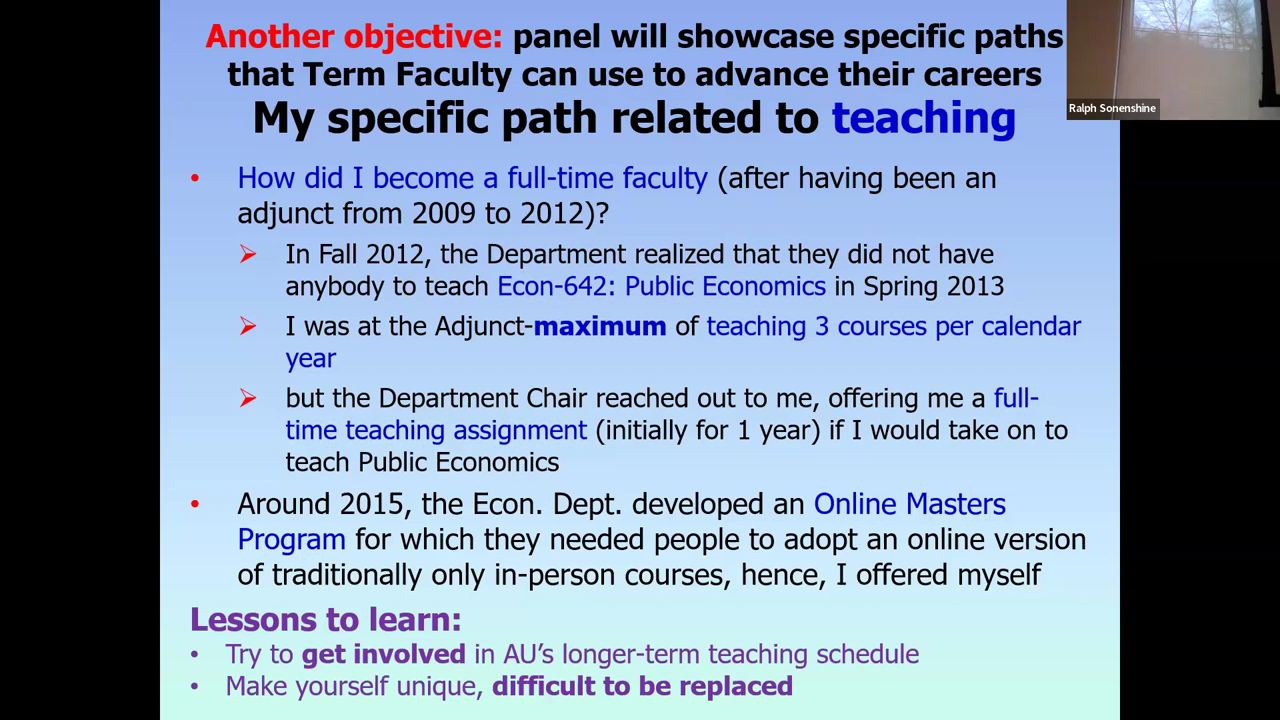 Another objective: panel will showcase specific paths
that Term Faculty can use to advance their careers
My specific path related to teaching
Ralph Sonenshine
• How did I become a full-time faculty (after having been an
adjunct from 2009 to 2012)?
➢ In Fall 2012, the Department realized that they did not have
anybody to teach Econ-642: Public Economics in Spring 2013
➢ I was at the Adjunct-maximum of teaching 3 courses per calendar
year
➢ but the Department Chair reached out to me, offering me a full-
time teaching assignment (initially for 1 year) if I would take on to
teach Public Economics
• Around 2015, the Econ. Dept. developed an Online Masters
Program for which they needed people to adopt an online version
of traditionally only in-person courses, hence, I offered myself
Lessons to learn:
• Try to get involved in AU’s longer-term teaching schedule
• Make yourself unique, difficult to be replaced